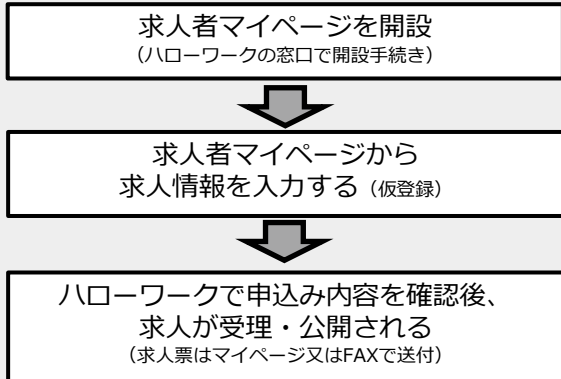 求人者マイページを開設
（ハローワークの窓口で開設手続き）
求人者マイページから
求人情報を入力する（仮登録）
ハローワークで申込み内容を確認後、
求人が受理・公開される
（求人票はマイページ又はFAXで送付）